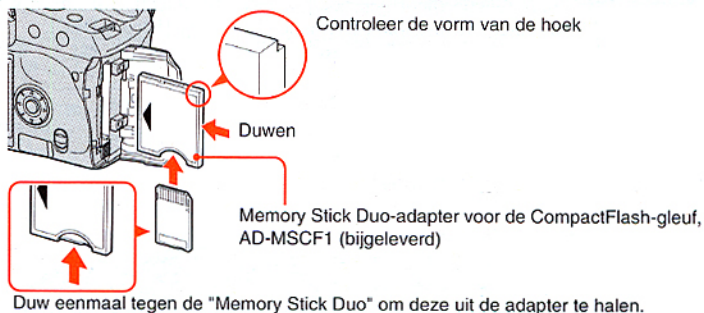 Controleer de vorm van de hoek
Duwen
Memory Stick Duo-adapter voor de CompactFlash-gleuf,
AD-MSCF1 (bijgeleverd)
Duw eenmaal tegen de "Memory Stick Duo" om deze uit de adapter te halen.